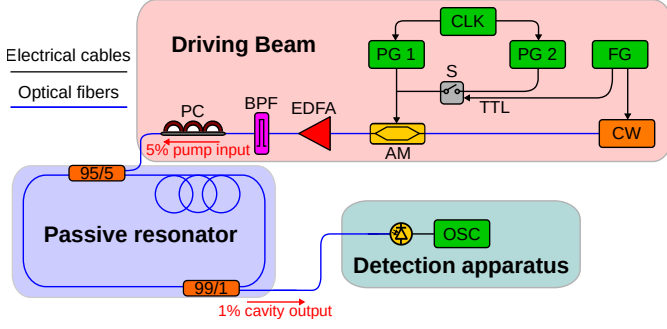 Driving Beam
CLK
PG 1
PG 2
FG
S
TTL
Electrical cables
Optical fibers
PC
BPF
EDFA
AM
CW
5% pump input
95/5
Passive resonator
99/1
1% cavity output
OSC
Detection apparatus